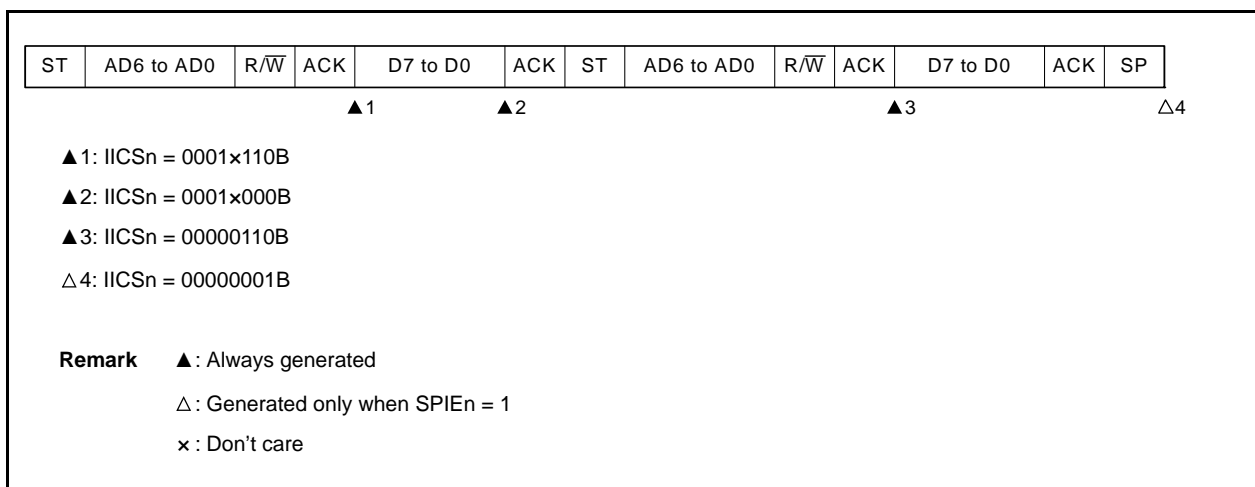 ST AD6 to AD0 R/W̅ ACK D7 to D0 ACK ST AD6 to AD0 R/W̅ ACK D7 to D0 ACK SP
▲1 ▲2 ▲3 △4
▲1: IICSn = 0001×110B
▲2: IICSn = 0001×000B
▲3: IICSn = 00000110B
△4: IICSn = 00000001B
Remark ▲: Always generated
△: Generated only when SPIEn = 1
×: Don't care